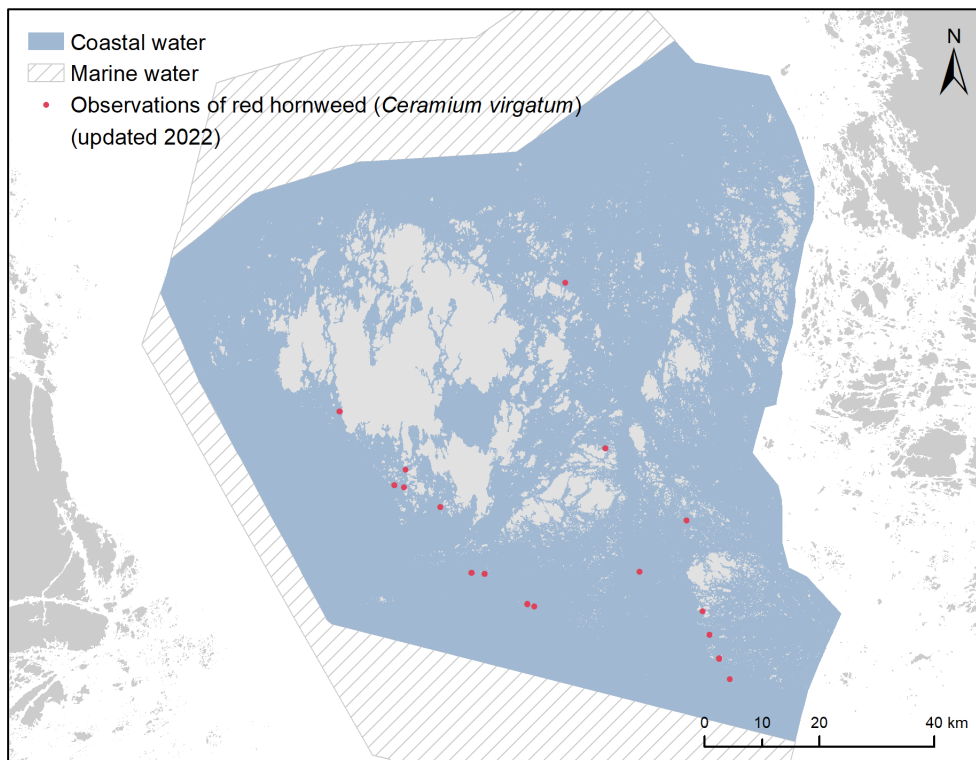 Coastal water
Marine water
Observations of red hornweed (Ceramium virgatum)
(updated 2022)
N
0 10 20 40 km